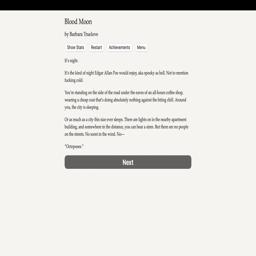 Blood Moon
by Barbara Truelove
Show Stats Restart Achievements Menu
It's night.
It's the kind of night Edgar Allan Poe would enjoy, aka spooky as hell. Not to mention
fucking cold.
You're standing on the side of the road under the eaves of an all-hours coffee shop,
wearing a cheap coat that's doing absolutely nothing against the biting chill. Around
you, the city is sleeping.
Or as much as a city this size ever sleeps. There are lights on in the nearby apartment
building, and somewhere in the distance, you can hear a siren. But there are no people
on the streets. No scent in the wind. No—
"Octopuses."
Next